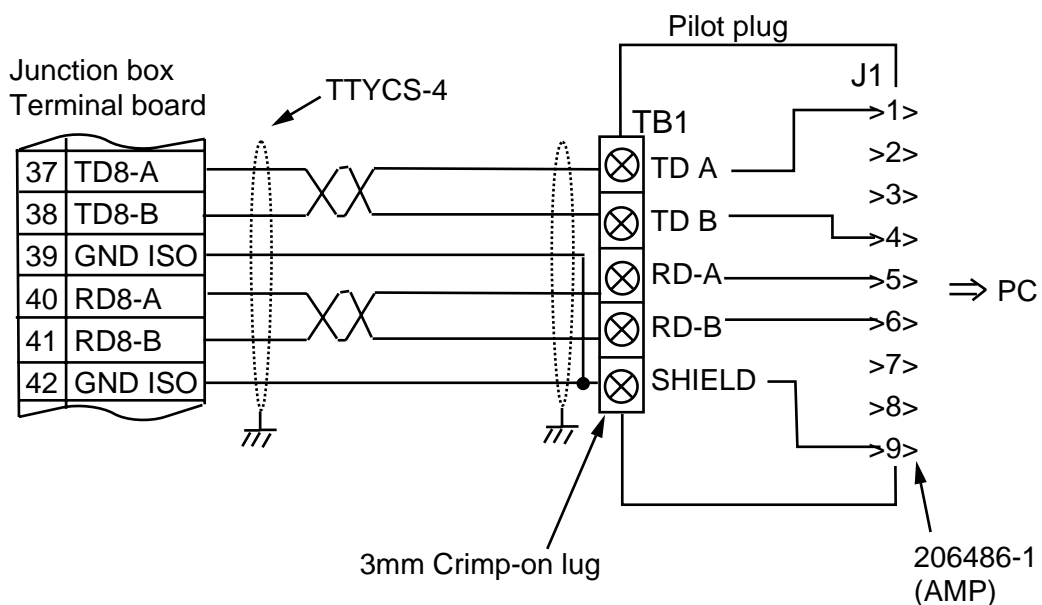 Pilot plug
Junction box
Terminal board
TTYCS-4
J1
TB1
37 TD8-A
38 TD8-B
39 GND ISO
40 RD8-A
41 RD8-B
42 GND ISO
TD A
TD B
RD-A
RD-B
SHIELD
>1>
>2>
>3>
>4>
>5>
>6>
>7>
>8>
>9>
⇒ PC
3mm Crimp-on lug
206486-1
(AMP)